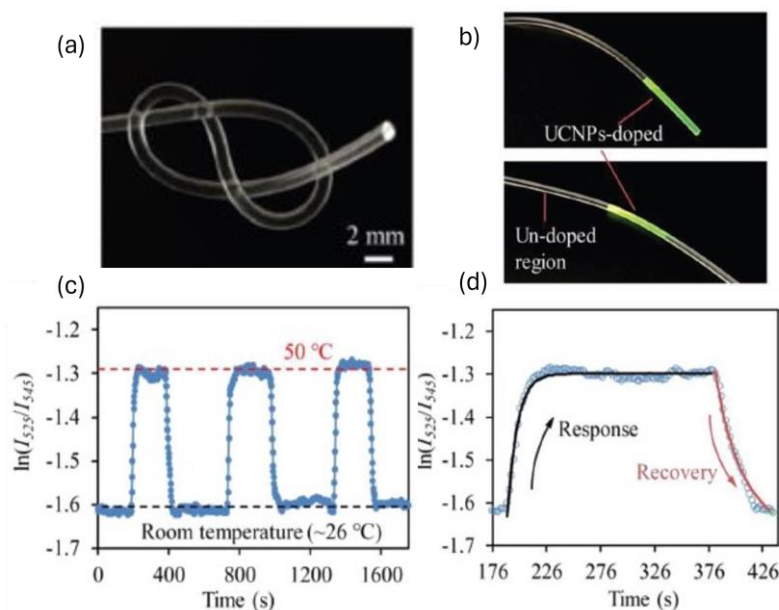 (a)
2 mm
b)
UCNPs-doped
Un-doped
region
(c)
ln(I525/I545)
-1.2
-1.3
-1.4
-1.5
-1.6
-1.7
50 °C
Room temperature (~26 °C)
0 400 800 1200 1600
Time (s)
(d)
ln(I525/I545)
-1.2
-1.3
-1.4
-1.5
-1.6
-1.7
Response
Recovery
176 226 276 326 376 426
Time (s)